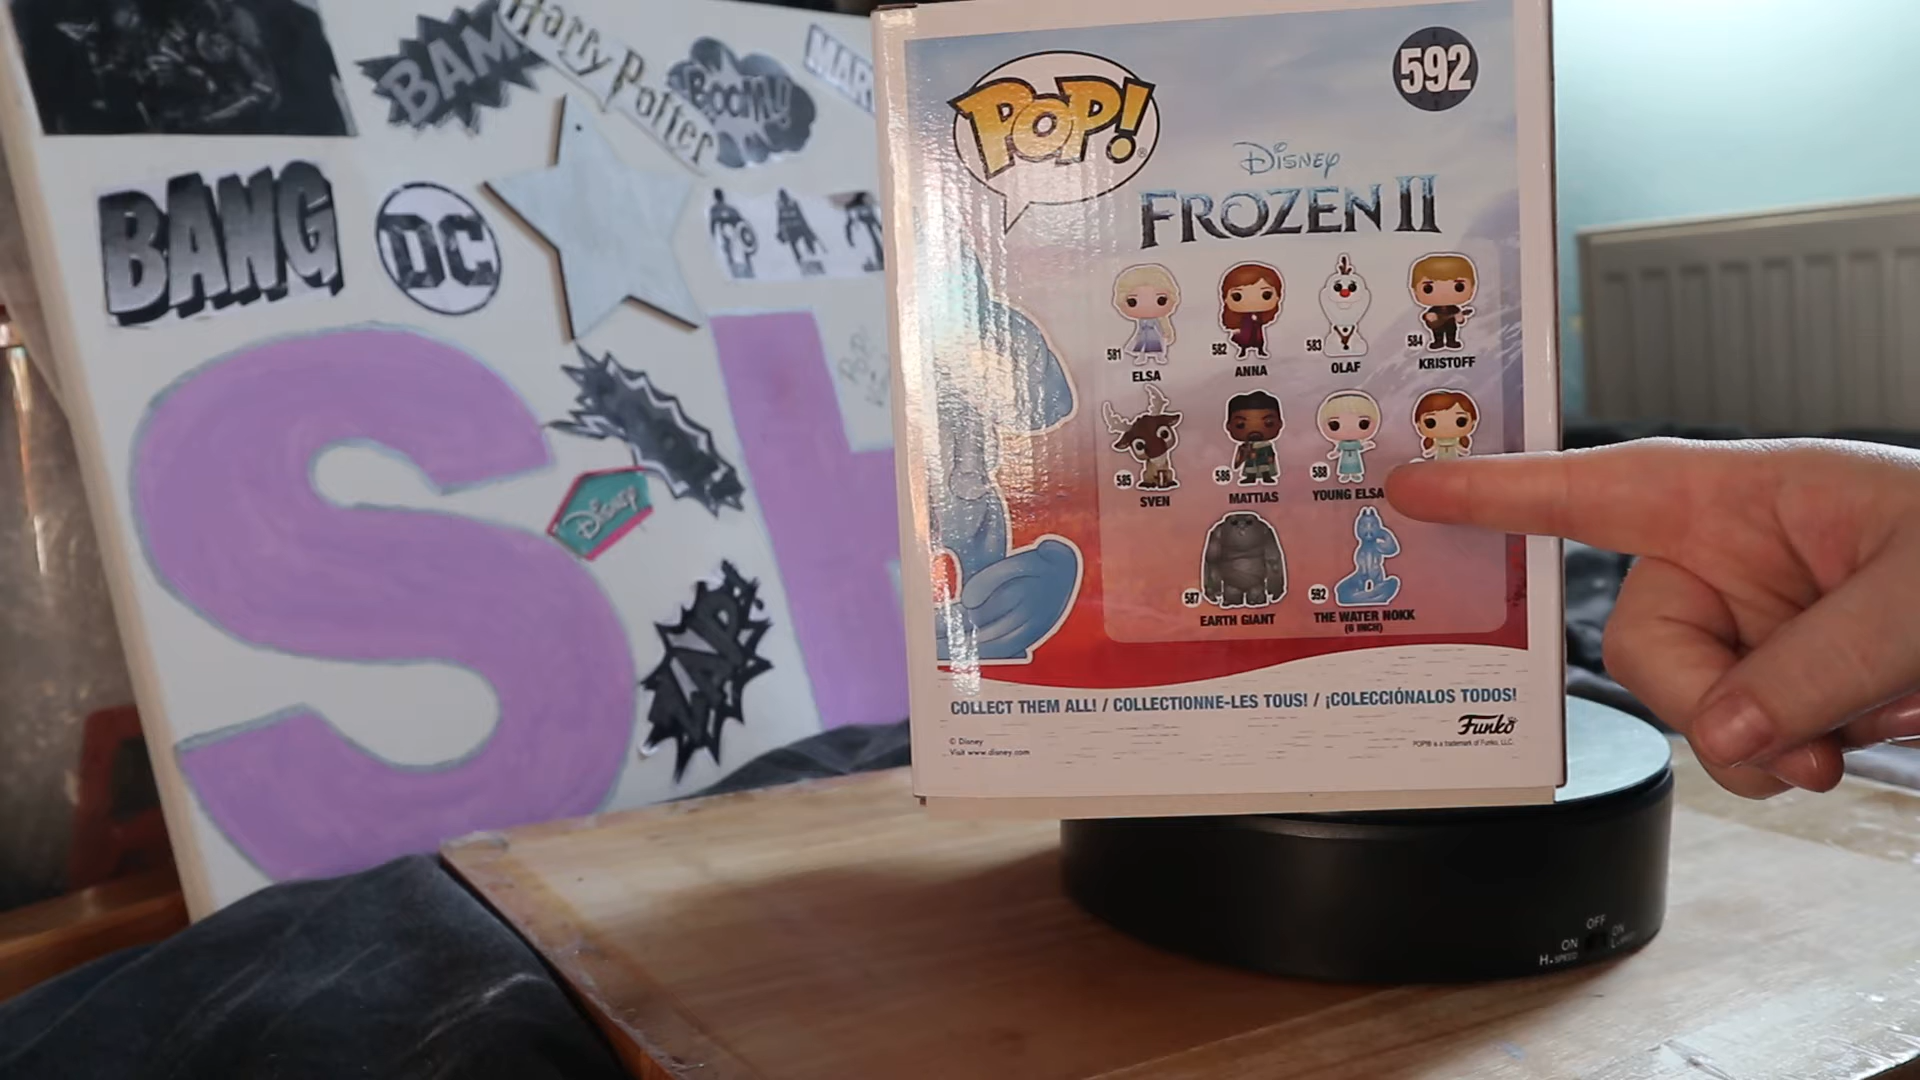 BAM
Harry Potter
BOOM!!
BANG
DC
Disney
ZAP
POP!
592
Disney
FROZEN II
581
ELSA
582
ANNA
583
OLAF
584
KRISTOFF
585
SVEN
586
MATTIAS
588
YOUNG ELSA
587
EARTH GIANT
592
THE WATER NOKK
(6 INCH)
COLLECT THEM ALL! / COLLECTIONNE-LES TOUS! / ¡COLECCIÓNALOS TODOS!
© Disney
Visit www.disney.com
Funko
POP!® is a trademark of Funko, LLC.
OFF
ON
ON
H.SPEED